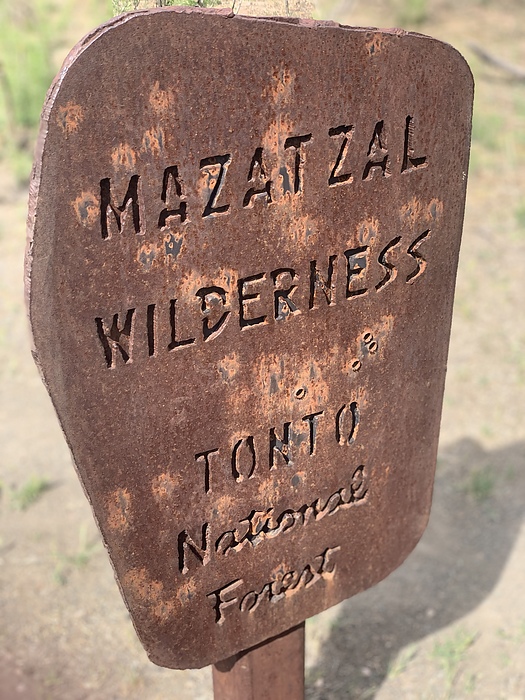 MAZATZAL
WILDERNESS
TONTO
National
Forest